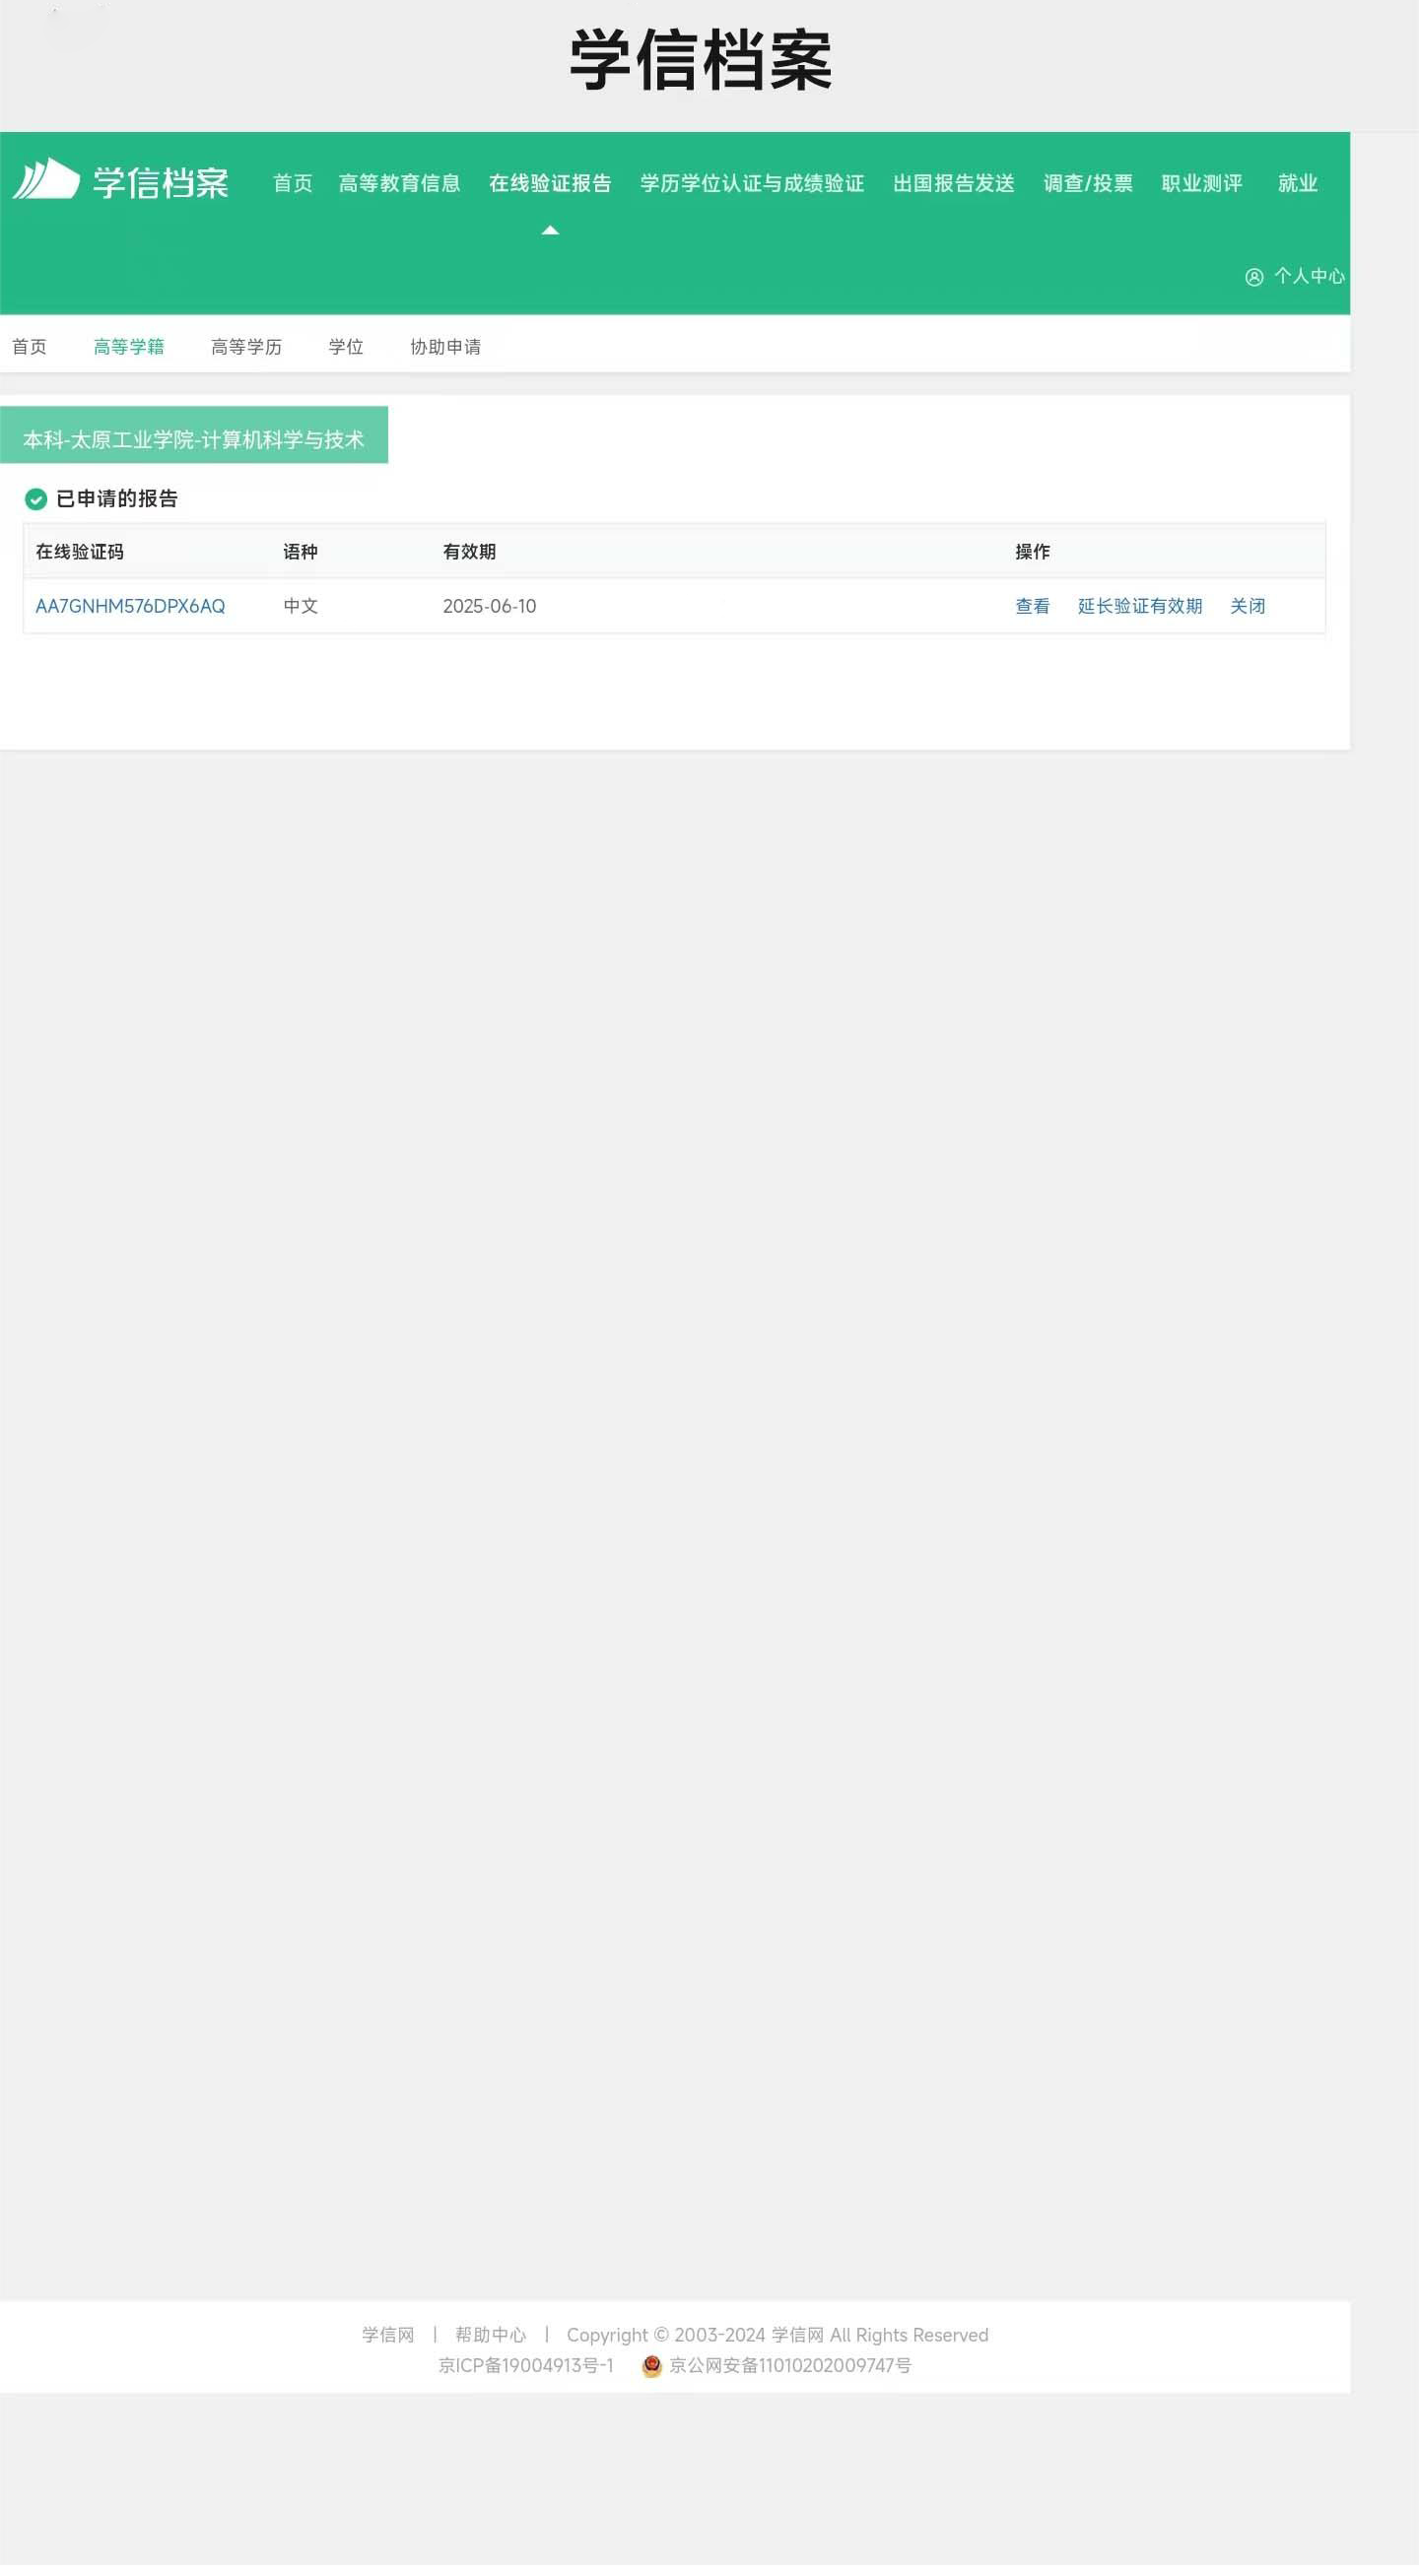 学信档案
学信档案 首页 高等教育信息 在线验证报告 学历学位认证与成绩验证 出国报告发送 调查/投票 职业测评 就业
个人中心
首页 高等学籍 高等学历 学位 协助申请
本科-太原工业学院-计算机科学与技术
已申请的报告
在线验证码 语种 有效期 操作
AA7GNHM576DPX6AQ 中文 2025-06-10 查看 延长验证有效期 关闭
学信网 | 帮助中心 | Copyright © 2003-2024 学信网 All Rights Reserved
京ICP备19004913号-1 京公网安备11010202009747号